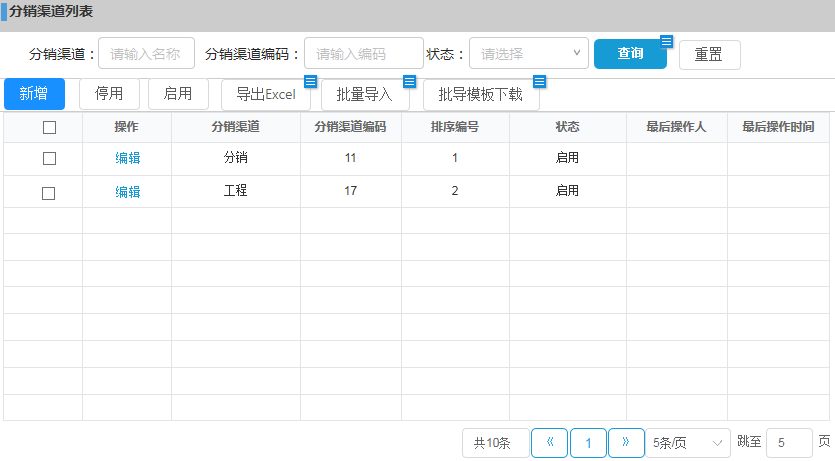 分销渠道列表
分销渠道： 请输入名称 分销渠道编码： 请输入编码 状态： 请选择 查询 重置
新增 停用 启用 导出Excel 批量导入 批导模板下载
操作 分销渠道 分销渠道编码 排序编号 状态 最后操作人 最后操作时间
编辑 分销 11 1 启用
编辑 工程 17 2 启用
共10条 « 1 » 5条/页 跳至 5 页